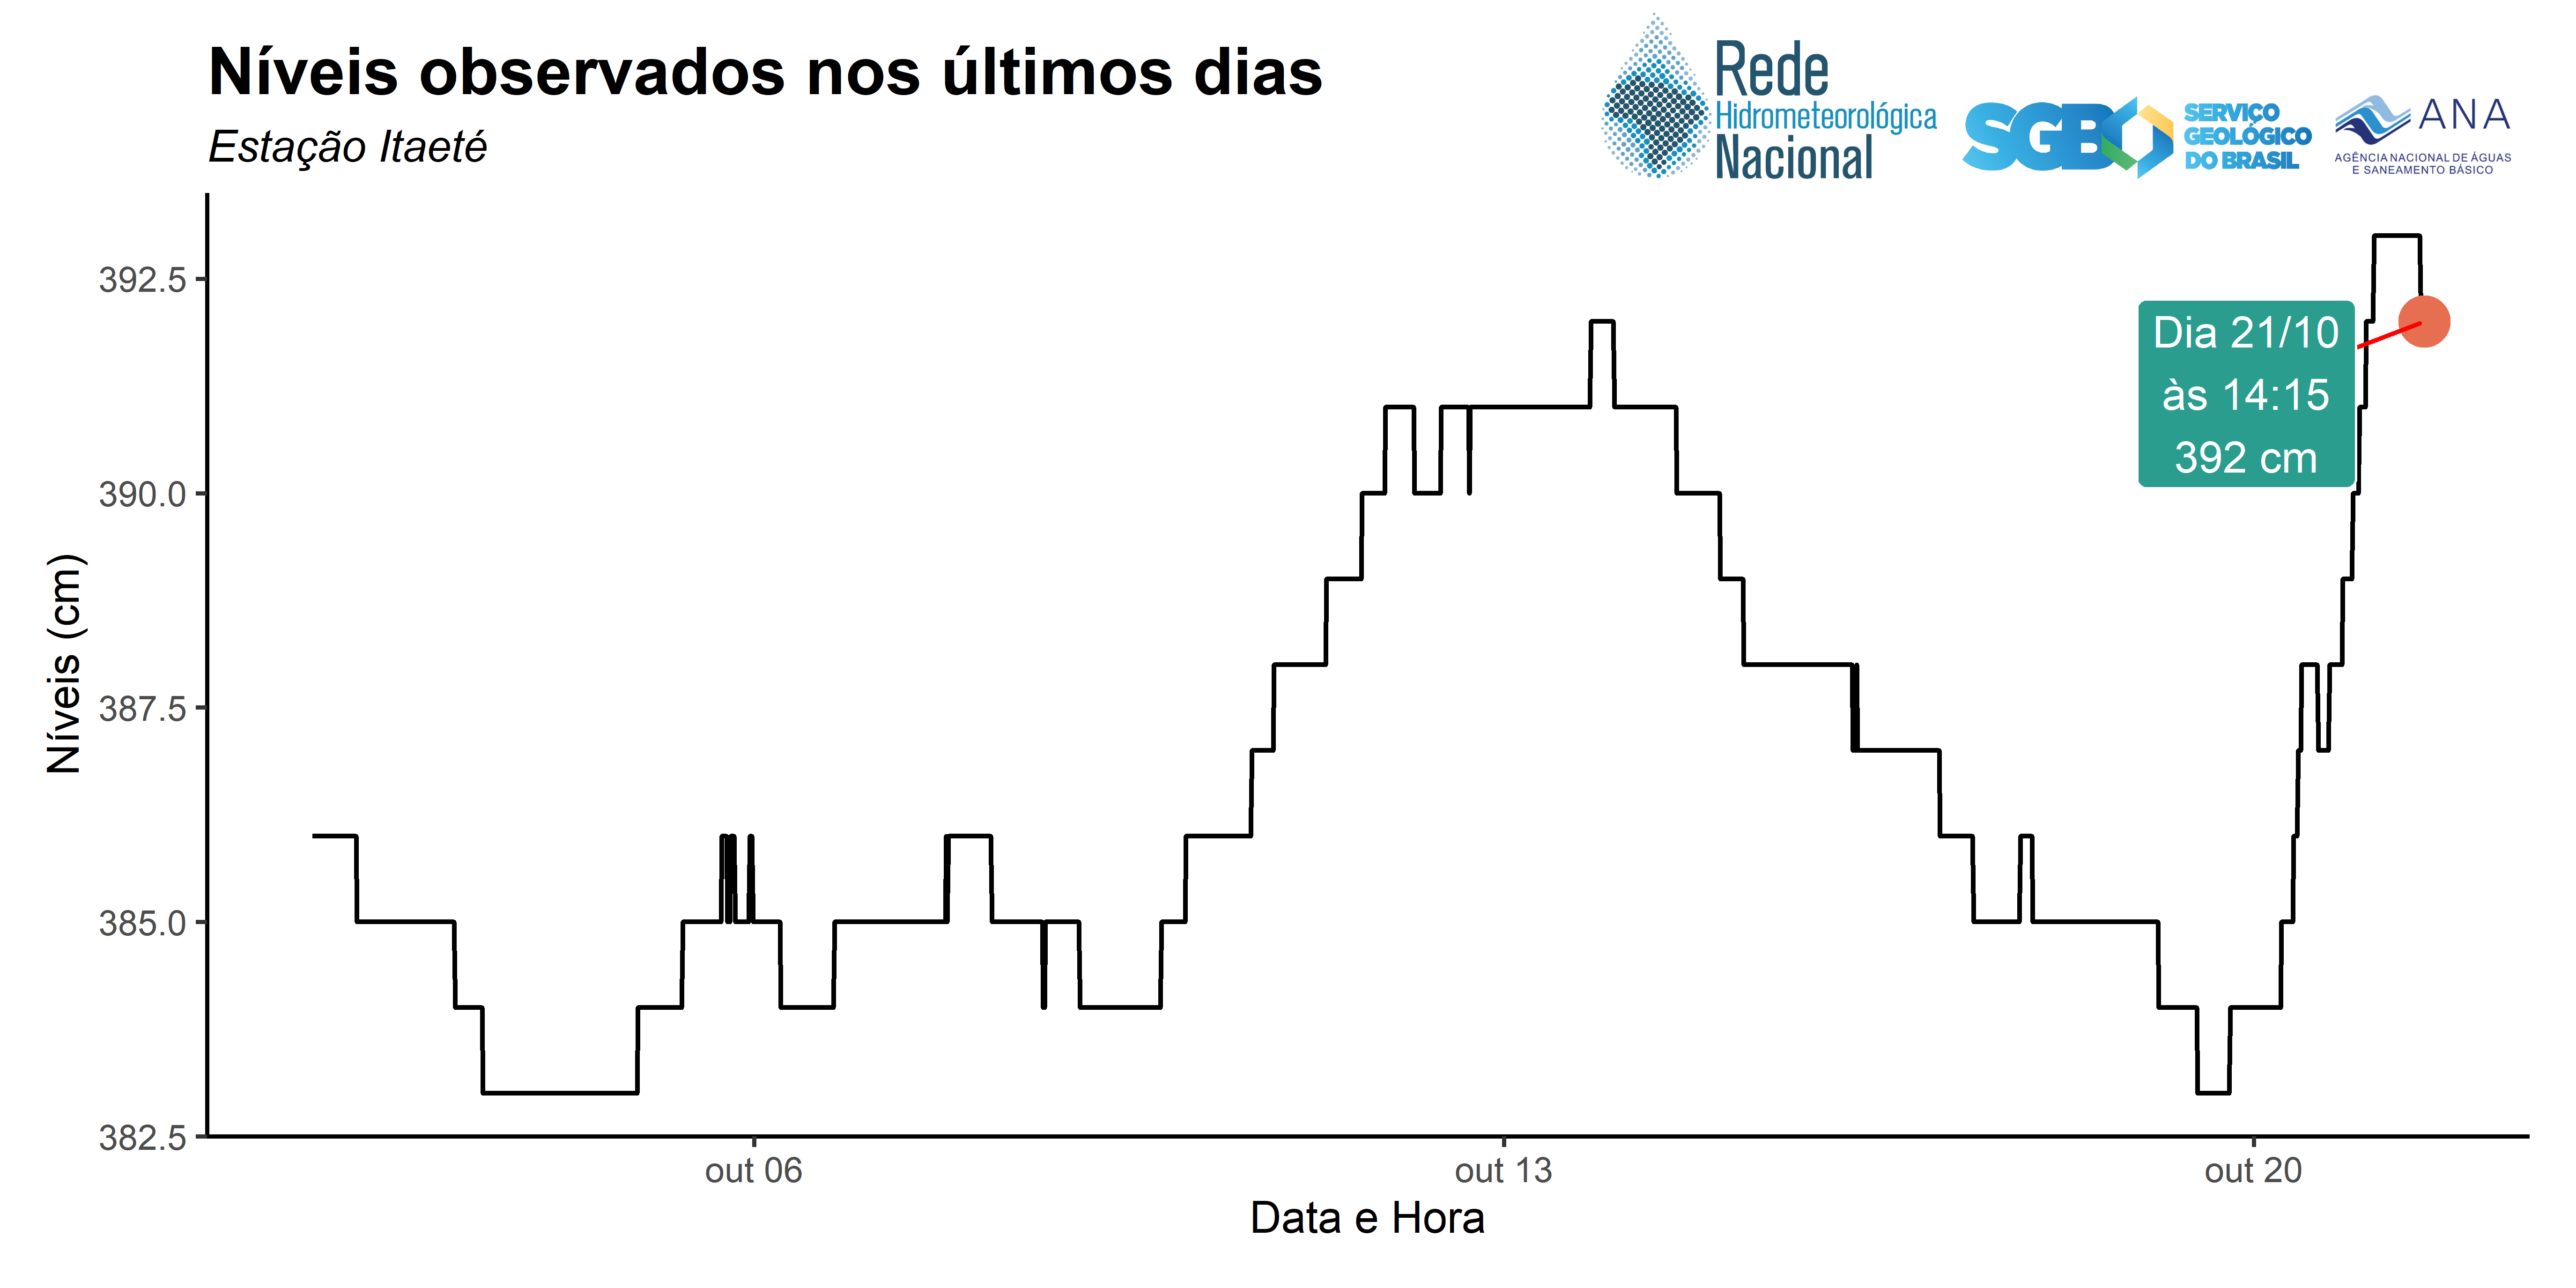 Níveis observados nos últimos dias
Estação Itaeté
Rede
Hidrometeorológica
Nacional
SGB
SERVIÇO
GEOLÓGICO
DO BRASIL
ANA
AGÊNCIA NACIONAL DE ÁGUAS
E SANEAMENTO BÁSICO
Níveis (cm)
392.5
390.0
387.5
385.0
382.5
Dia 21/10
às 14:15
392 cm
out 06
out 13
out 20
Data e Hora